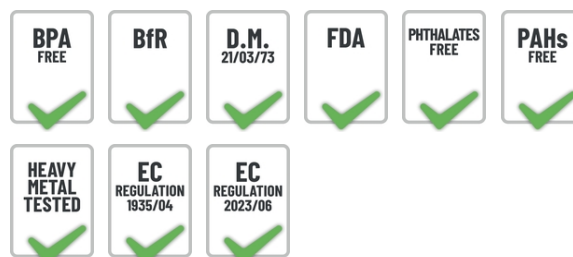 BPA
FREE
BfR
D.M.
21/03/73
FDA
PHTHALATES
FREE
PAHs
FREE
HEAVY
METAL
TESTED
EC
REGULATION
1935/04
EC
REGULATION
2023/06